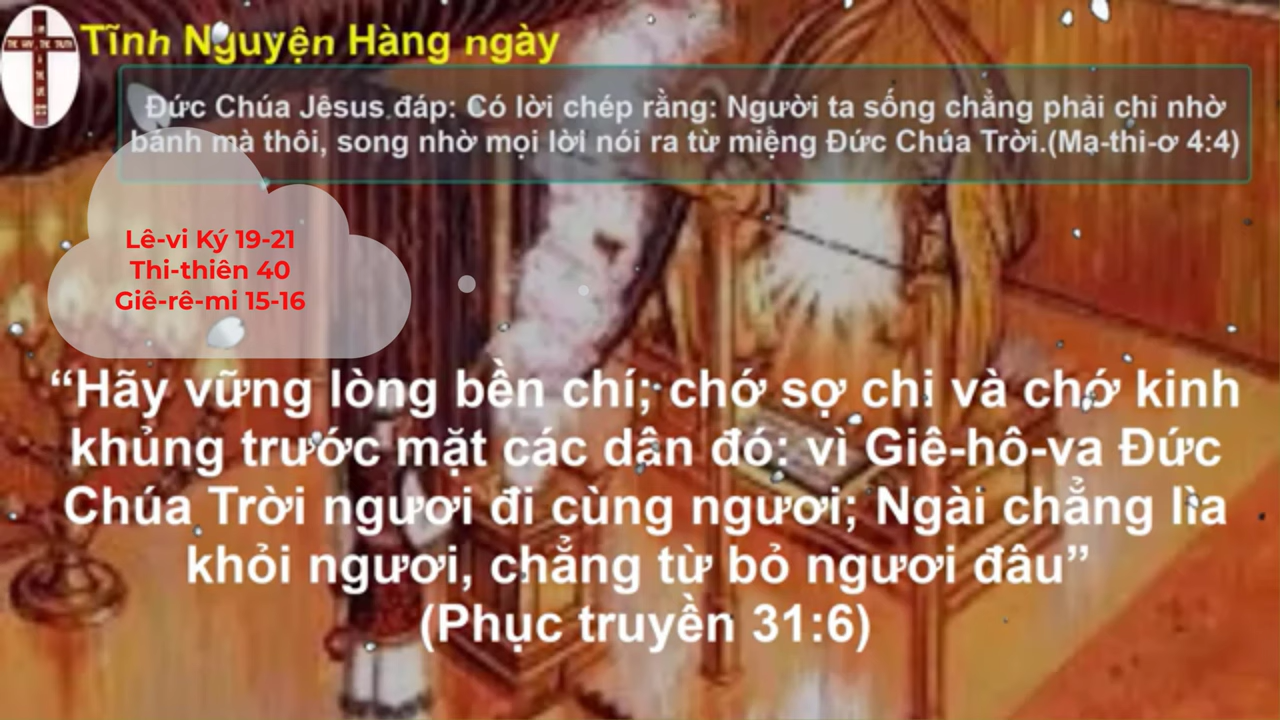 Tĩnh Nguyện Hàng ngày
Đức Chúa Jêsus đáp: Có lời chép rằng: Người ta sống chẳng phải chỉ nhờ
bánh mà thôi, song nhờ mọi lời nói ra từ miệng Đức Chúa Trời.(Ma-thi-ơ 4:4)
Lê-vi Ký 19-21
Thi-thiên 40
Giê-rê-mi 15-16
“Hãy vững lòng bền chí; chớ sợ chi và chớ kinh
khủng trước mặt các dân đó: vì Giê-hô-va Đức
Chúa Trời ngươi đi cùng ngươi; Ngài chẳng lìa
khỏi ngươi, chẳng từ bỏ ngươi đâu”
(Phục truyền 31:6)